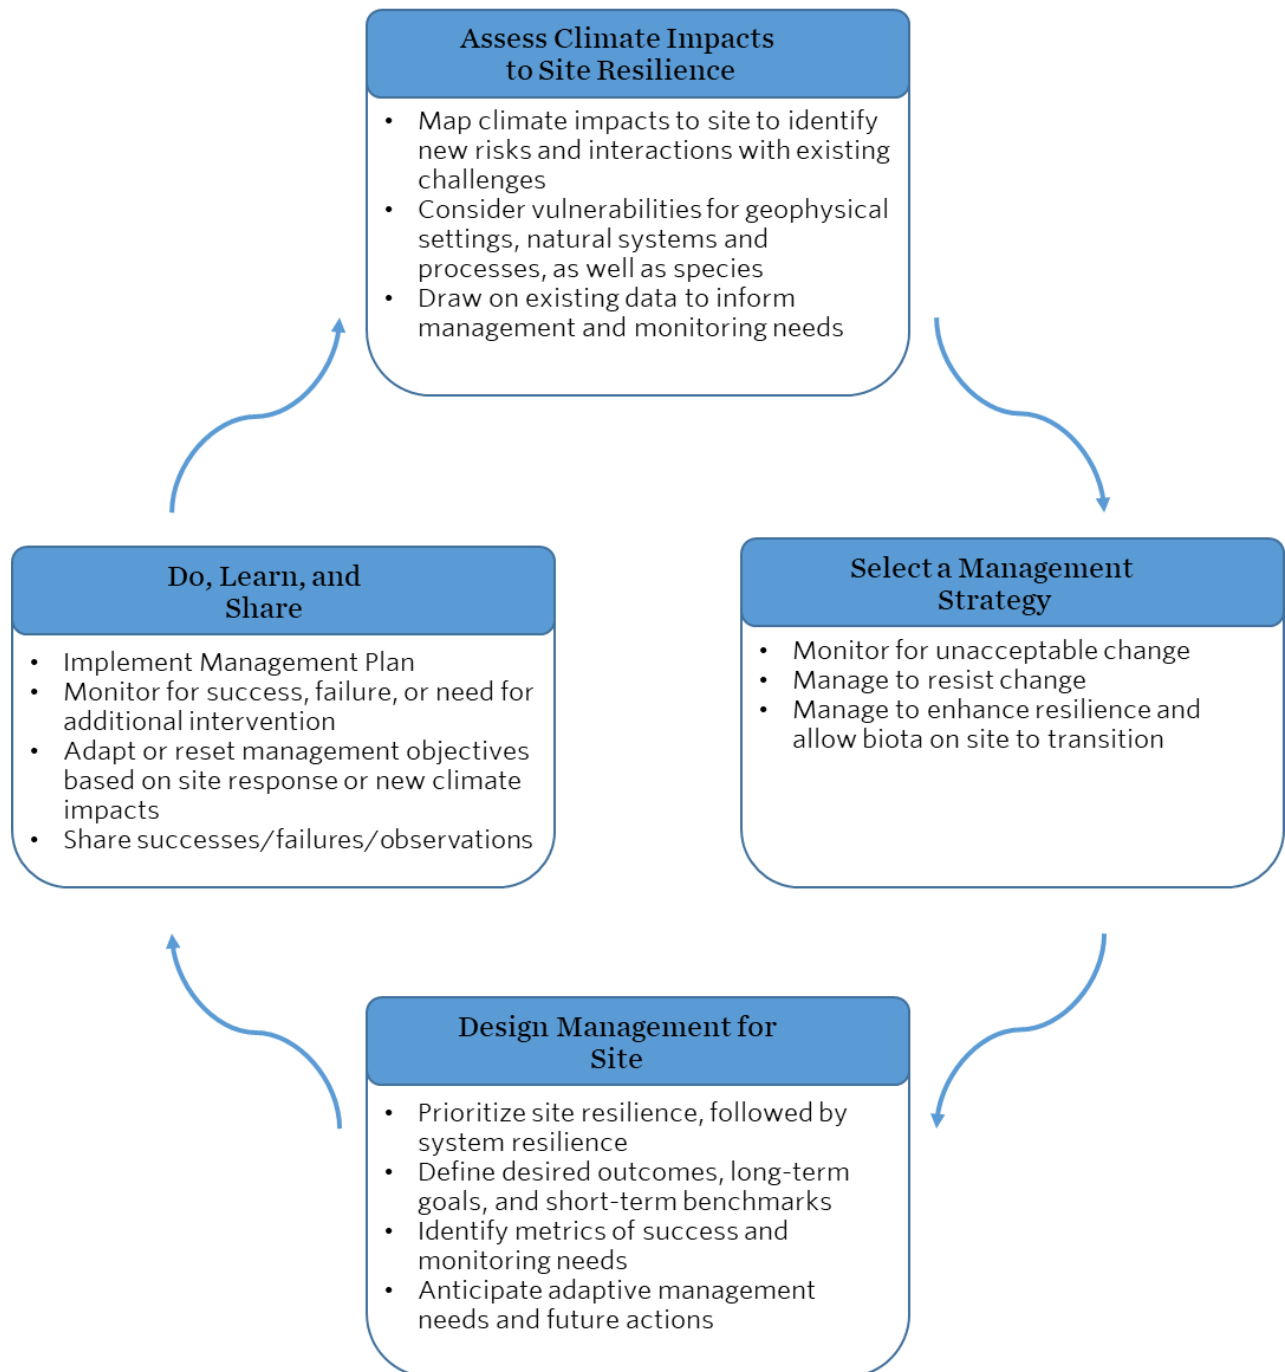 Assess Climate Impacts
to Site Resilience
• Map climate impacts to site to identify
new risks and interactions with existing
challenges
• Consider vulnerabilities for geophysical
settings, natural systems and
processes, as well as species
• Draw on existing data to inform
management and monitoring needs
Select a Management
Strategy
• Monitor for unacceptable change
• Manage to resist change
• Manage to enhance resilience and
allow biota on site to transition
Design Management for
Site
• Prioritize site resilience, followed by
system resilience
• Define desired outcomes, long-term
goals, and short-term benchmarks
• Identify metrics of success and
monitoring needs
• Anticipate adaptive management
needs and future actions
Do, Learn, and
Share
• Implement Management Plan
• Monitor for success, failure, or need for
additional intervention
• Adapt or reset management objectives
based on site response or new climate
impacts
• Share successes/failures/observations